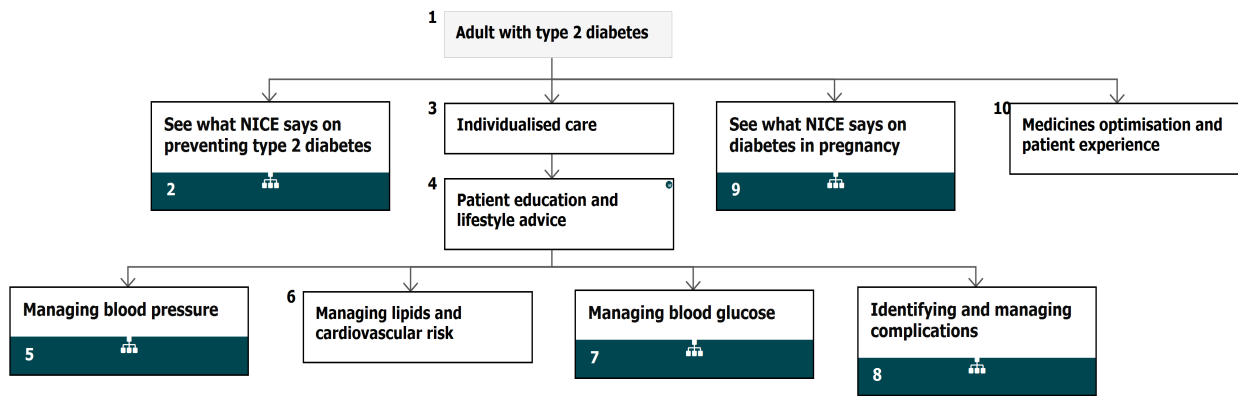 1
Adult with type 2 diabetes
See what NICE says on
preventing type 2 diabetes
2
3
Individualised care
See what NICE says on
diabetes in pregnancy
9
10
Medicines optimisation and
patient experience
4
Patient education and
lifestyle advice
Managing blood pressure
5
6
Managing lipids and
cardiovascular risk
Managing blood glucose
7
Identifying and managing
complications
8